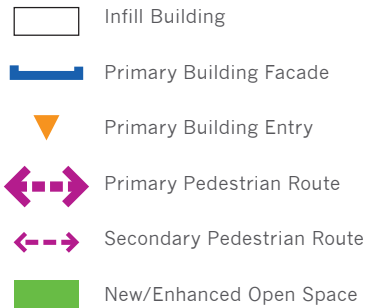 Infill Building
Primary Building Facade
Primary Building Entry
Primary Pedestrian Route
Secondary Pedestrian Route
New/Enhanced Open Space